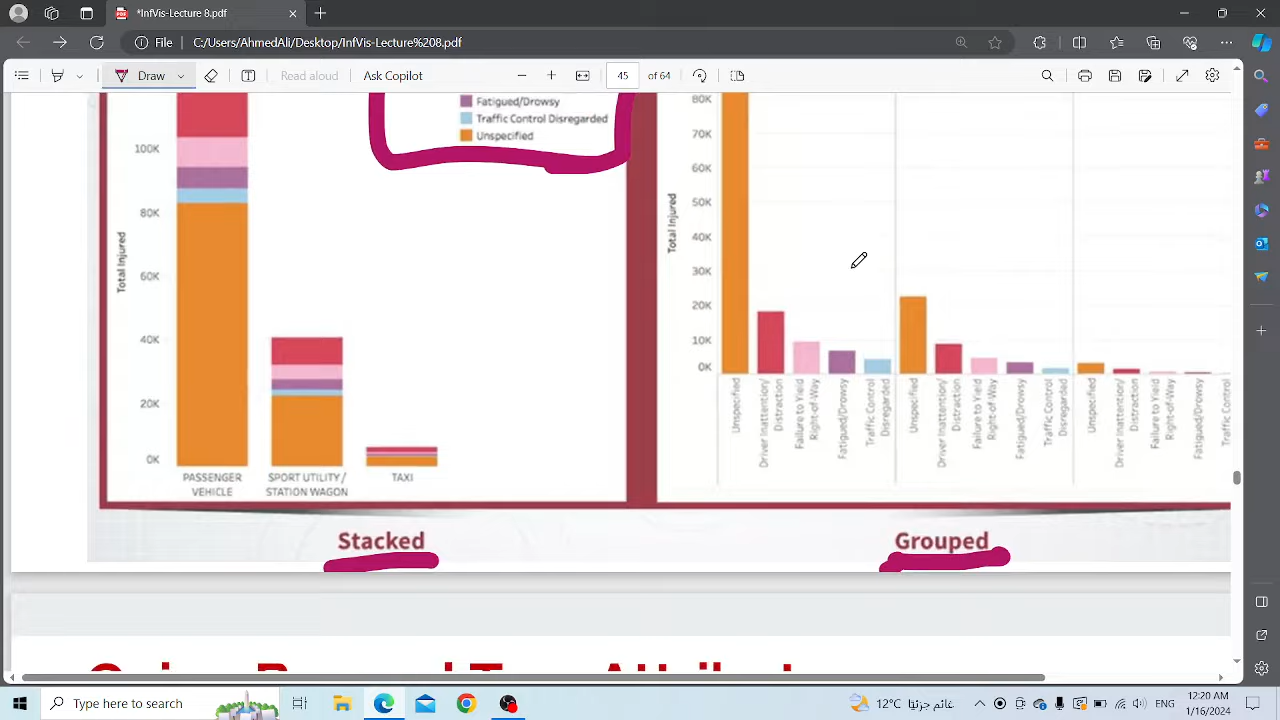 *InVis-Lecture 8.pdf
File
C:/Users/AhmedAli/Desktop/InfVis-Lecture%208.pdf
Draw
Read aloud
Ask Copilot
45
of 64
Fatigued/Drowsy
Traffic Control Disregarded
Unspecified
Total Injured
100K
80K
60K
40K
20K
0K
PASSENGER
VEHICLE
SPORT UTILITY /
STATION WAGON
TAXI
Total Injured
80K
70K
60K
50K
40K
30K
20K
10K
0K
Unspecified
Driver Inattention/
Distraction
Failure to Yield
Right-of-Way
Fatigued/Drowsy
Traffic Control
Disregarded
Unspecified
Driver Inattention/
Distraction
Failure to Yield
Right-of-Way
Fatigued/Drowsy
Traffic Control
Disregarded
Unspecified
Driver Inattention/
Distraction
Failure to Yield
Right-of-Way
Fatigued/Drowsy
Traffic Control
Stacked
Grouped
Type here to search
12°C
غائم جزئيًا
ENG
12:20 AM
1/16/2024